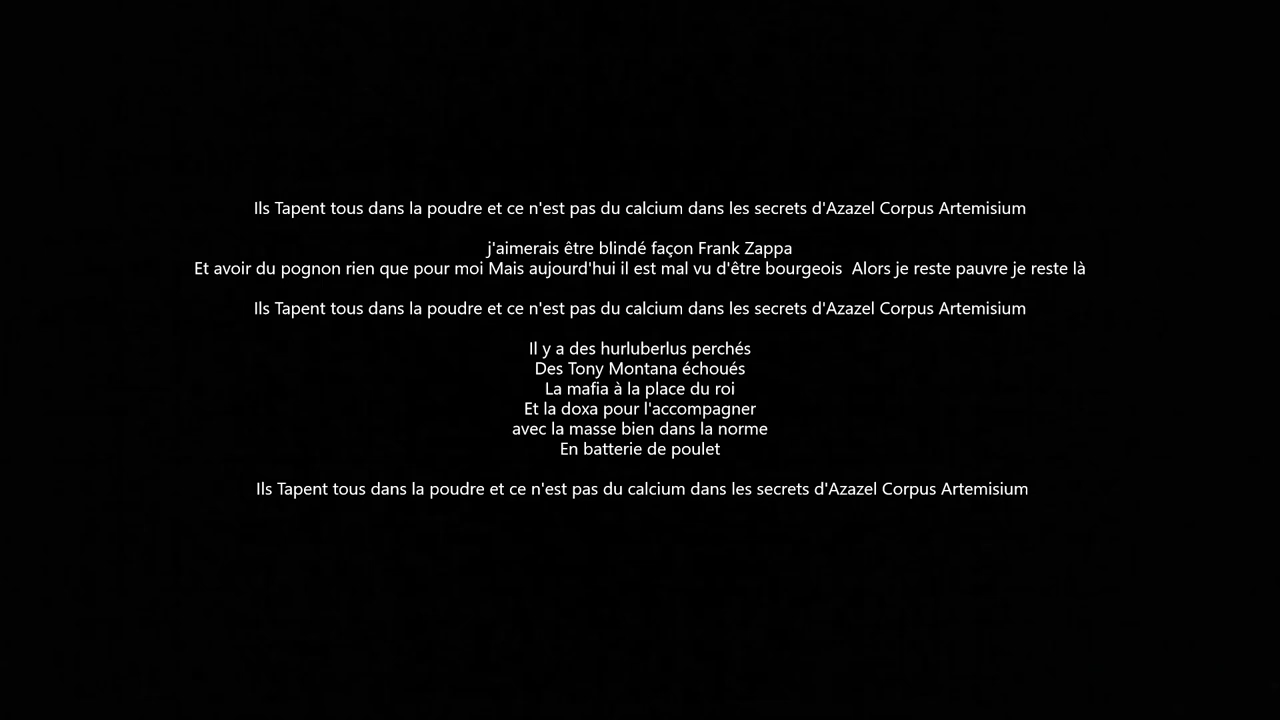 Ils Tapent tous dans la poudre et ce n'est pas du calcium dans les secrets d'Azazel Corpus Artemisium
j'aimerais être blindé façon Frank Zappa
Et avoir du pognon rien que pour moi Mais aujourd'hui il est mal vu d'être bourgeois  Alors je reste pauvre je reste là
Ils Tapent tous dans la poudre et ce n'est pas du calcium dans les secrets d'Azazel Corpus Artemisium
Il y a des hurluberlus perchés
Des Tony Montana échoués
La mafia à la place du roi
Et la doxa pour l'accompagner
avec la masse bien dans la norme
En batterie de poulet
Ils Tapent tous dans la poudre et ce n'est pas du calcium dans les secrets d'Azazel Corpus Artemisium